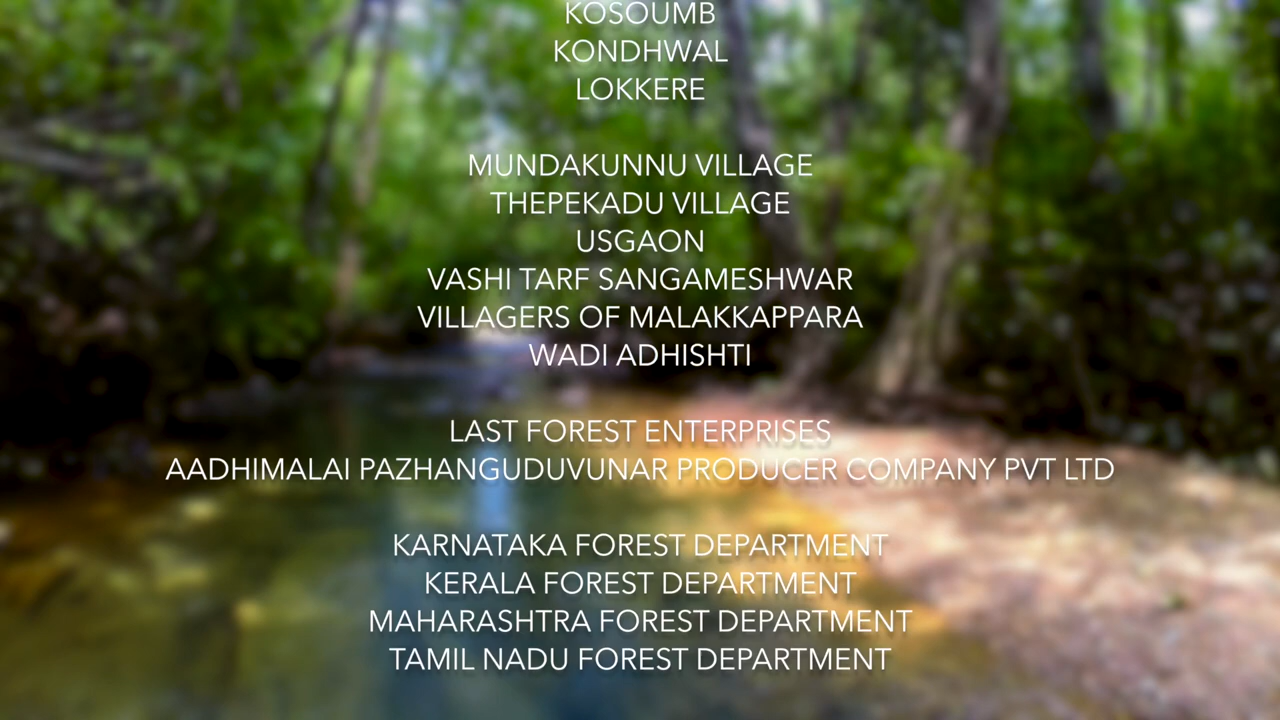 KOSOUMB
KONDHWAL
LOKKERE
MUNDAKUNNU VILLAGE
THEPEKADU VILLAGE
USGAON
VASHI TARF SANGAMESHWAR
VILLAGERS OF MALAKKAPPARA
WADI ADHISHTI
LAST FOREST ENTERPRISES
AADHIMALAI PAZHANGUDUVUNAR PRODUCER COMPANY PVT LTD
KARNATAKA FOREST DEPARTMENT
KERALA FOREST DEPARTMENT
MAHARASHTRA FOREST DEPARTMENT
TAMIL NADU FOREST DEPARTMENT